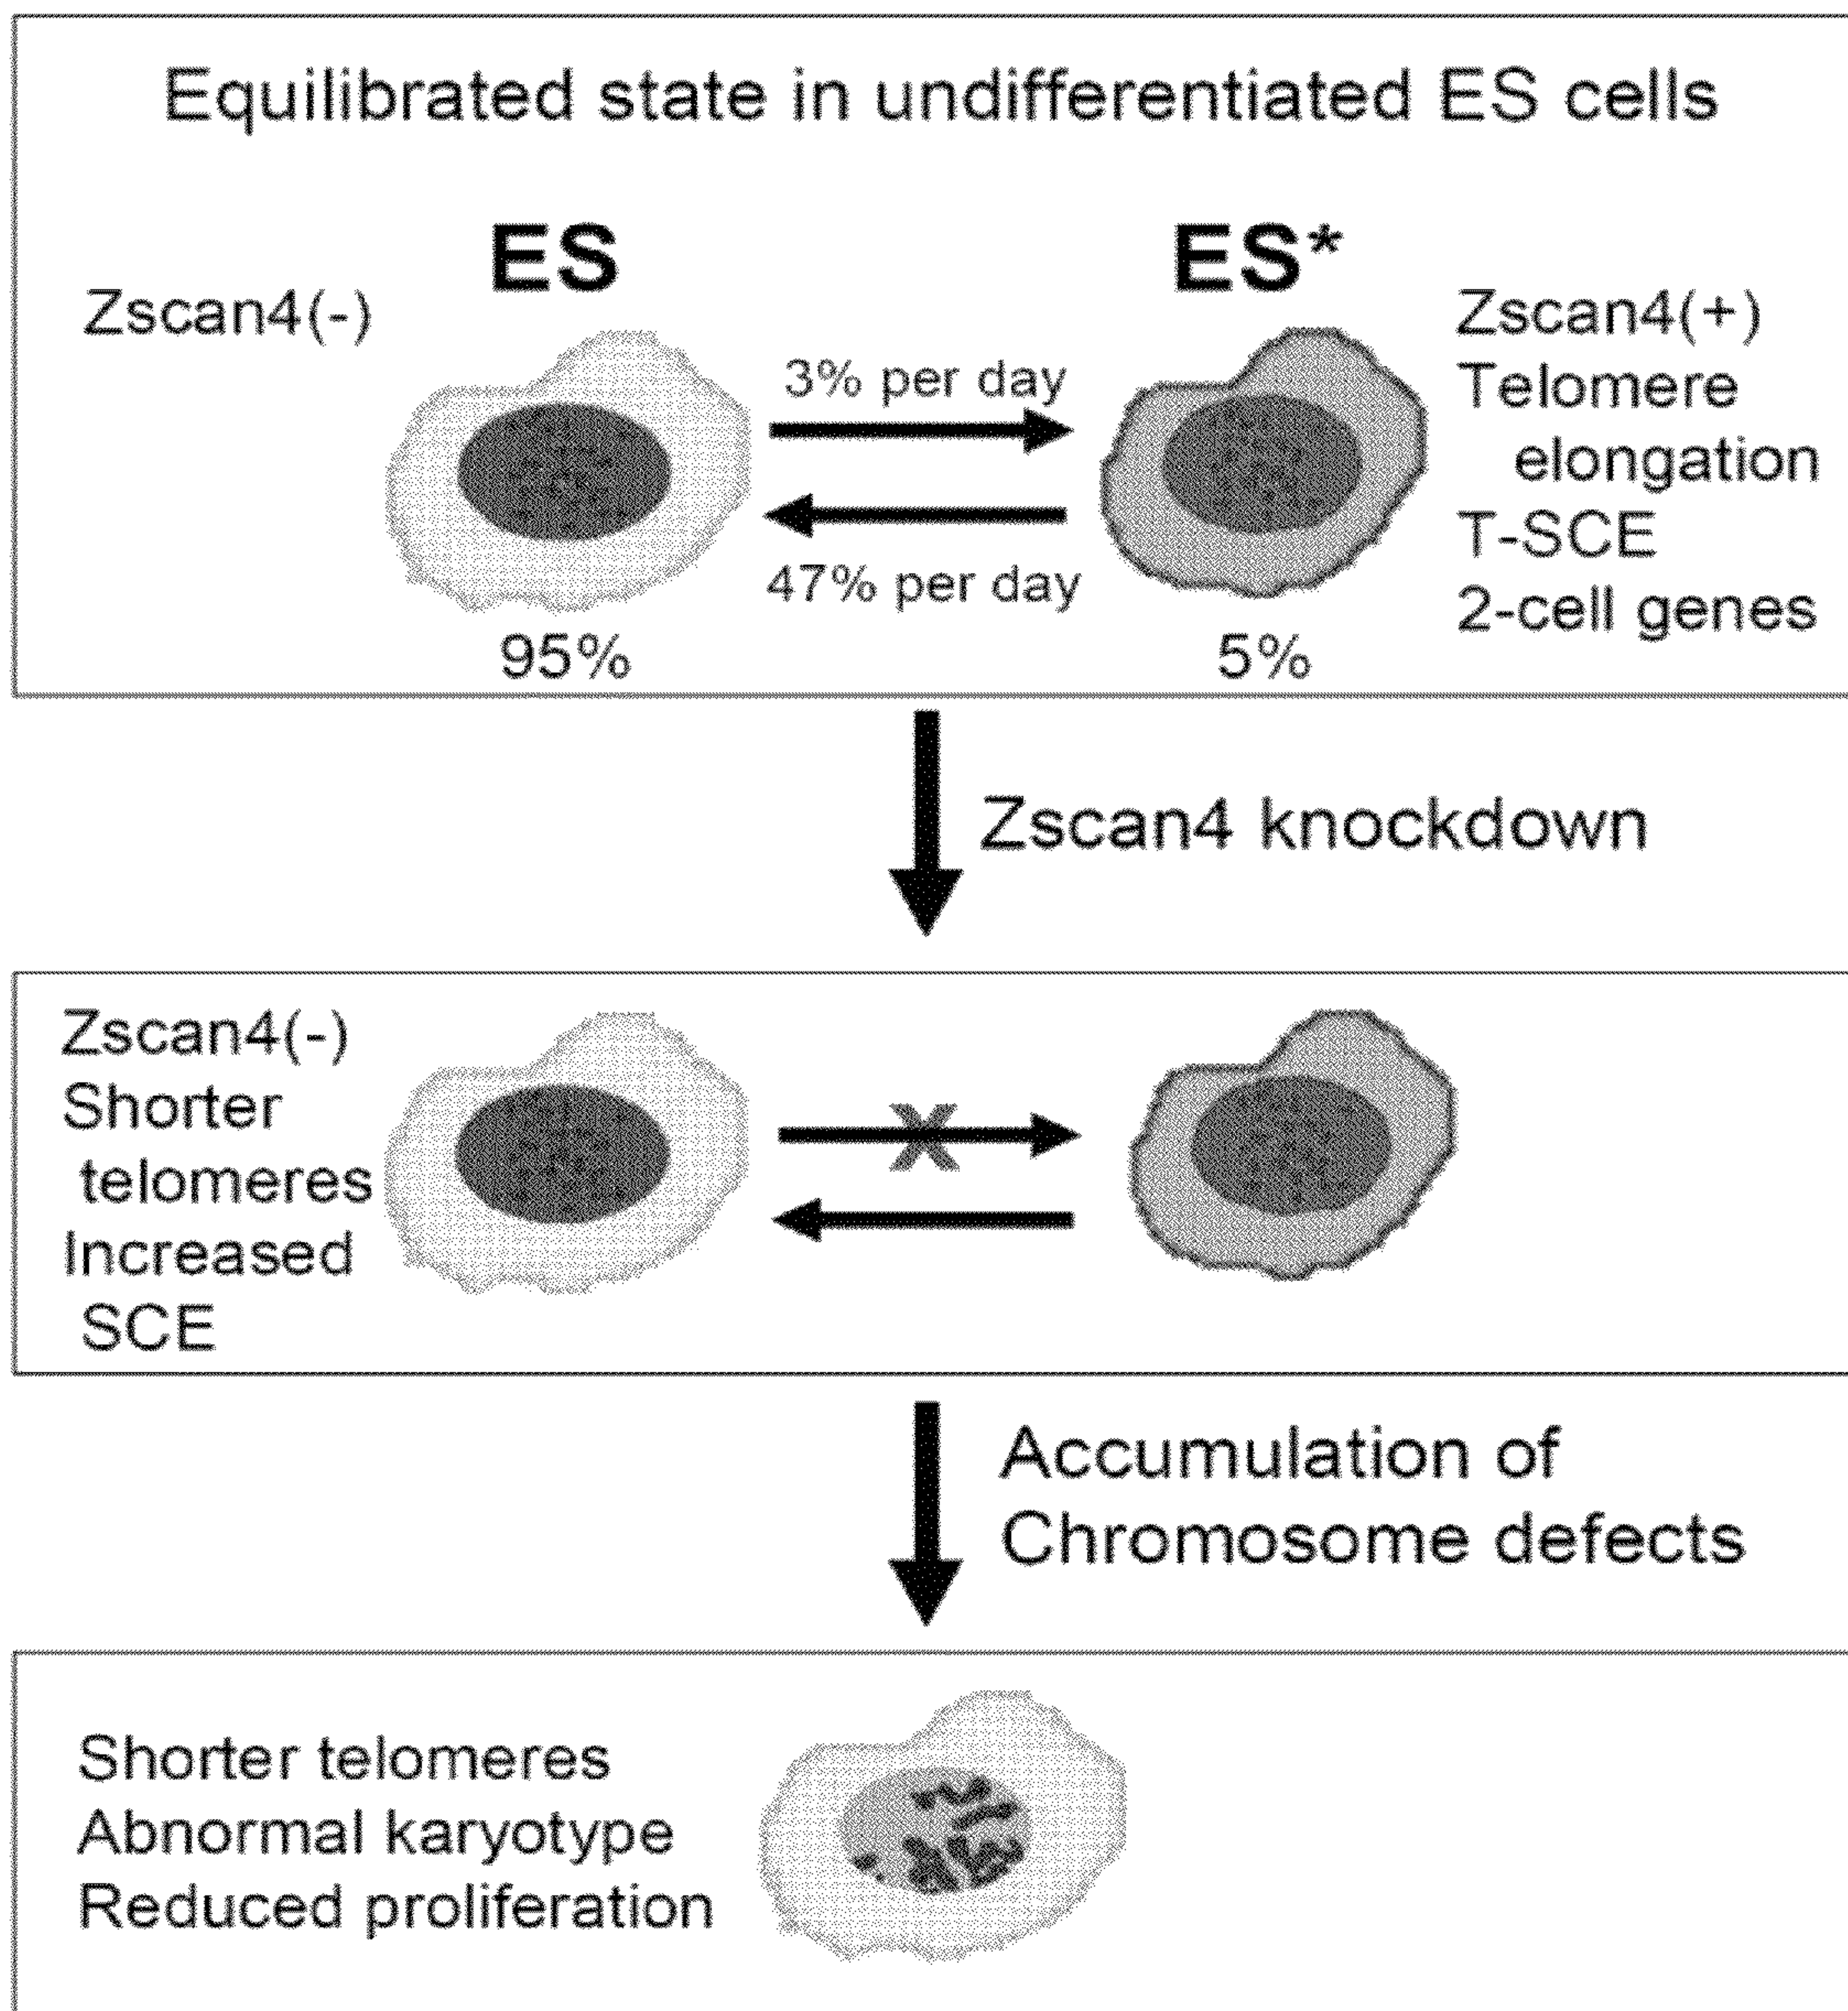 Equilibrated state in undifferentiated ES cells
ES
ES*
Zscan4(-)
Zscan4(+)
3% per day
Telomere
elongation
T-SCE
47% per day
2-cell genes
95%
5%
Zscan4 knockdown
Zscan4(-)
Shorter
telomeres
X
Increased
SCE
Accumulation of
Chromosome defects
Shorter telomeres
Abnormal karyotype
Reduced proliferation